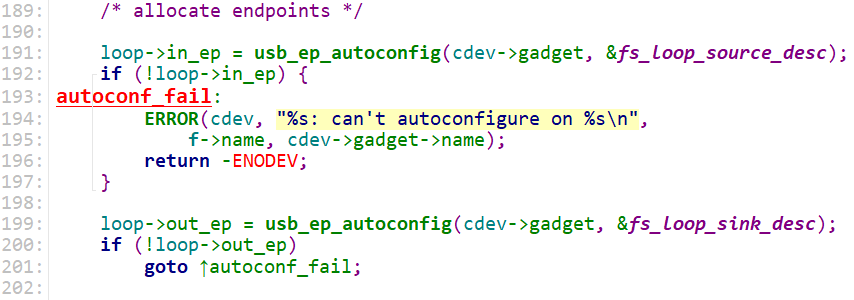 189: /* allocate endpoints */
190:
191: loop->in_ep = usb_ep_autoconfig(cdev->gadget, &fs_loop_source_desc);
192: if (!loop->in_ep) {
193: autoconf_fail:
194: ERROR(cdev, "%s: can't autoconfigure on %s\n",
195: f->name, cdev->gadget->name);
196: return -ENODEV;
197: }
198:
199: loop->out_ep = usb_ep_autoconfig(cdev->gadget, &fs_loop_sink_desc);
200: if (!loop->out_ep)
201: goto ↑autoconf_fail;
202: